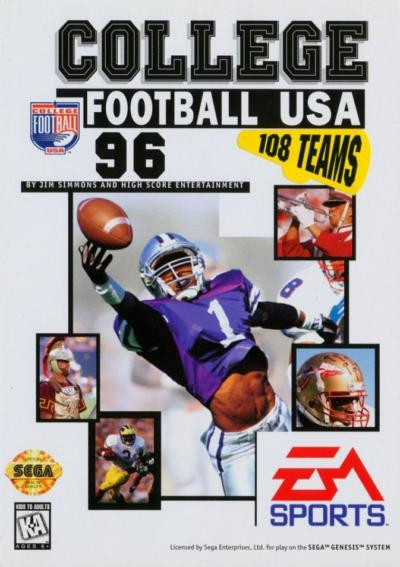 COLLEGE
FOOTBALL USA
96
108 TEAMS
COLLEGE
FOOTBALL
USA
BY JIM SIMMONS AND HIGH SCORE ENTERTAINMENT
1
8
2
SEGA
KIDS TO ADULTS
KA
AGES 6+
EA
SPORTS
Licensed by Sega Enterprises, Ltd. for play on the SEGA™ GENESIS™ SYSTEM